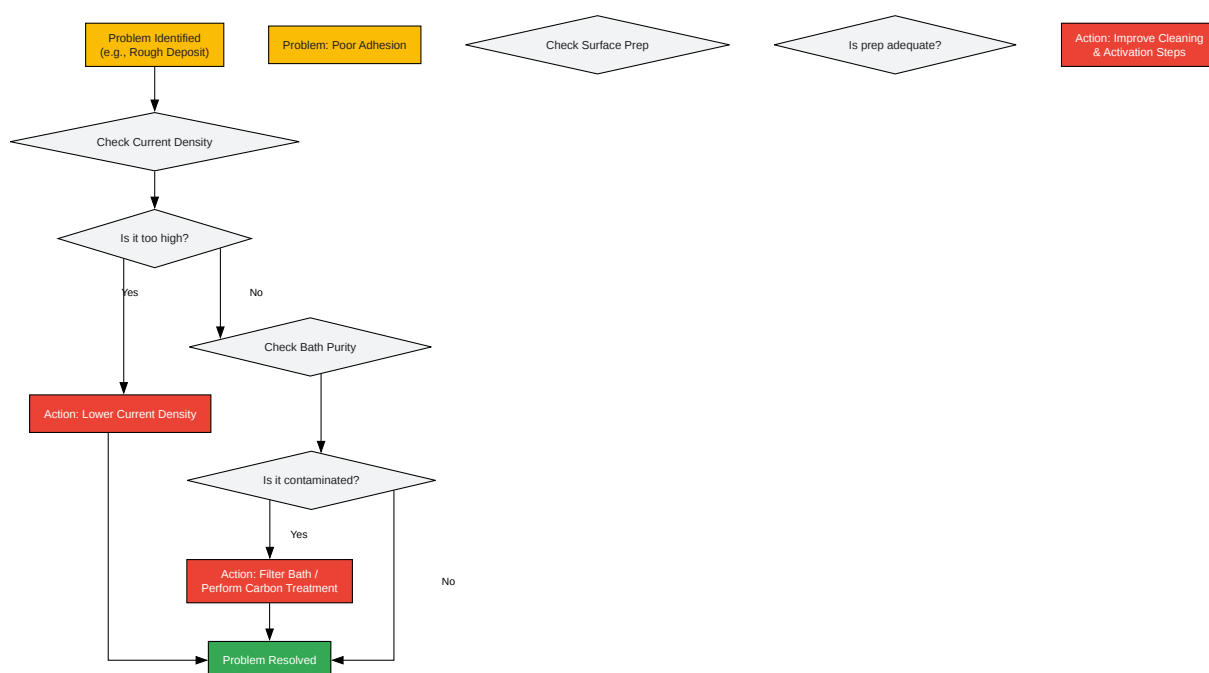 Problem Identified
(e.g., Rough Deposit)
Problem: Poor Adhesion
Check Surface Prep
Is prep adequate?
Action: Improve Cleaning
& Activation Steps
Check Current Density
Is it too high?
Yes
No
Check Bath Purity
Action: Lower Current Density
Is it contaminated?
Yes
Action: Filter Bath /
Perform Carbon Treatment
No
Problem Resolved